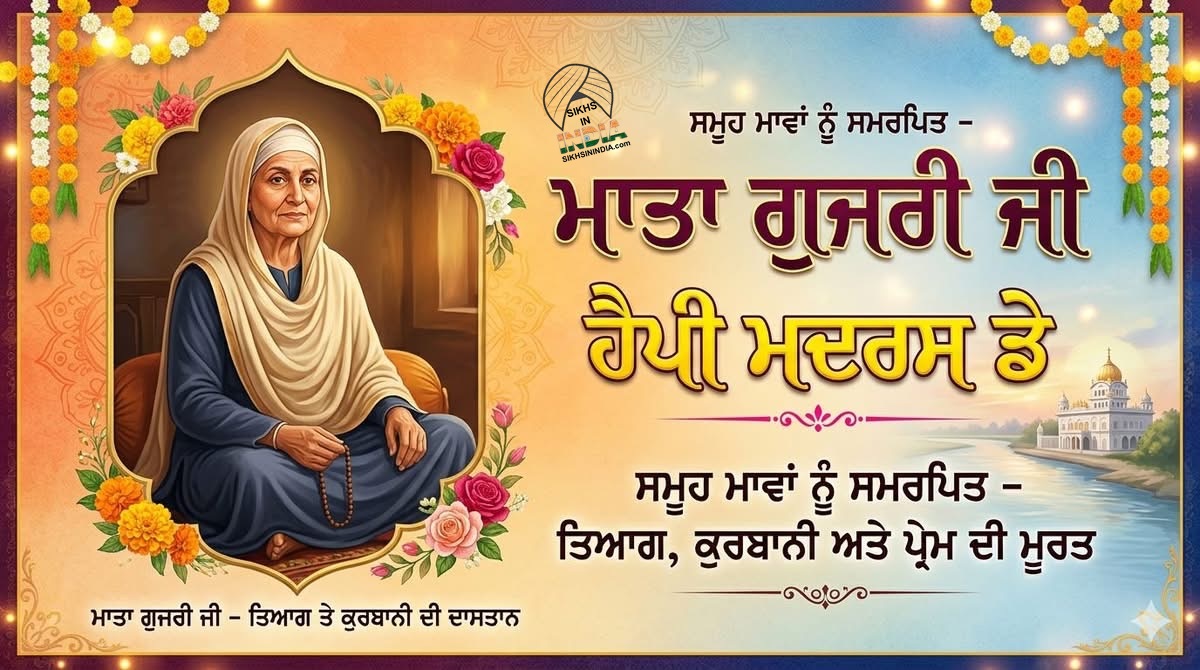 SIKHS
IN
INDIA
SIKHSININDIA.com
ਸਮੂਹ ਮਾਵਾਂ ਨੂੰ ਸਮਰਪਿਤ –
ਮਾਤਾ ਗੁਜਰੀ ਜੀ
ਹੈਪੀ ਮਦਰਸ ਡੇ
ਸਮੂਹ ਮਾਵਾਂ ਨੂੰ ਸਮਰਪਿਤ –
ਤਿਆਗ, ਕੁਰਬਾਨੀ ਅਤੇ ਪ੍ਰੇਮ ਦੀ ਮੂਰਤ
ਮਾਤਾ ਗੁਜਰੀ ਜੀ – ਤਿਆਗ ਤੇ ਕੁਰਬਾਨੀ ਦੀ ਦਾਸਤਾਨ